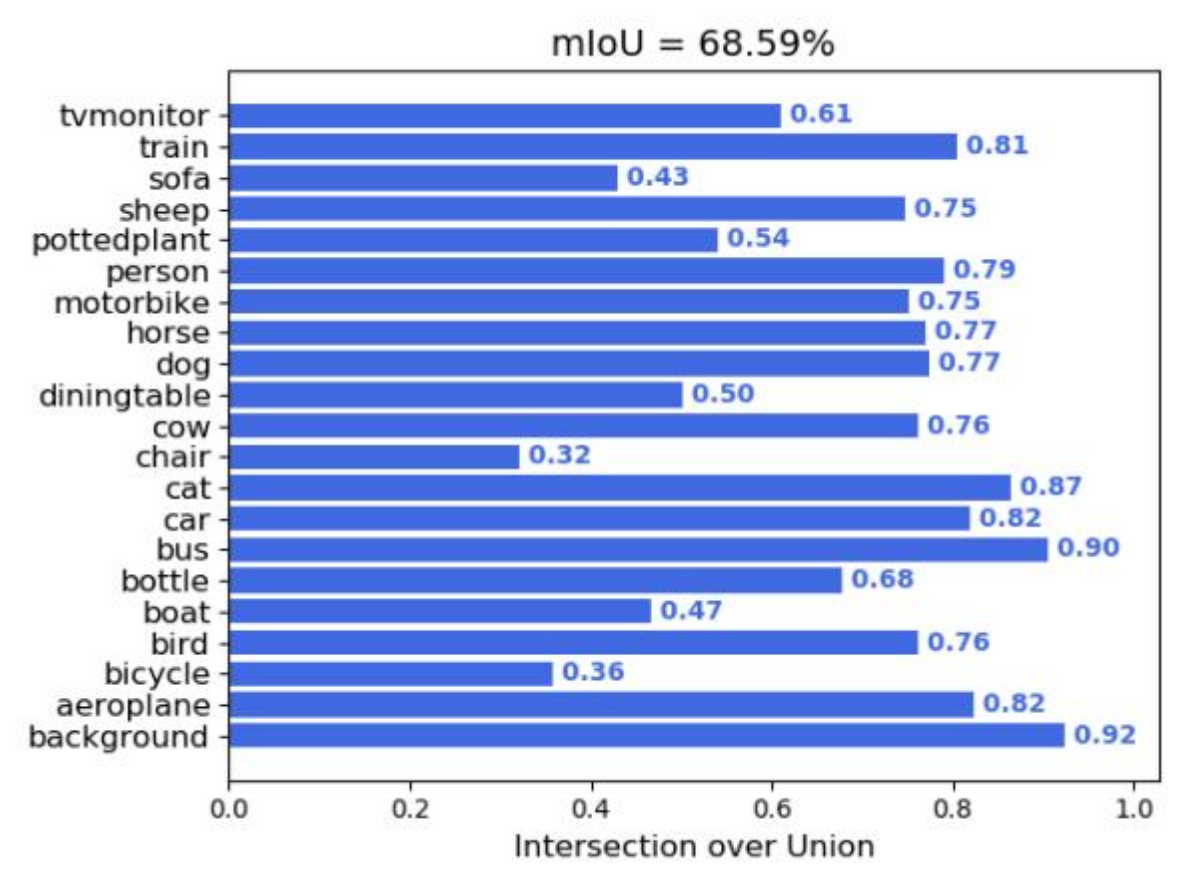 mIoU = 68.59%
tvmonitor 0.61
train 0.81
sofa 0.43
sheep 0.75
pottedplant 0.54
person 0.79
motorbike 0.75
horse 0.77
dog 0.77
diningtable 0.50
cow 0.76
chair 0.32
cat 0.87
car 0.82
bus 0.90
bottle 0.68
boat 0.47
bird 0.76
bicycle 0.36
aeroplane 0.82
background 0.92
0.0 0.2 0.4 0.6 0.8 1.0
Intersection over Union